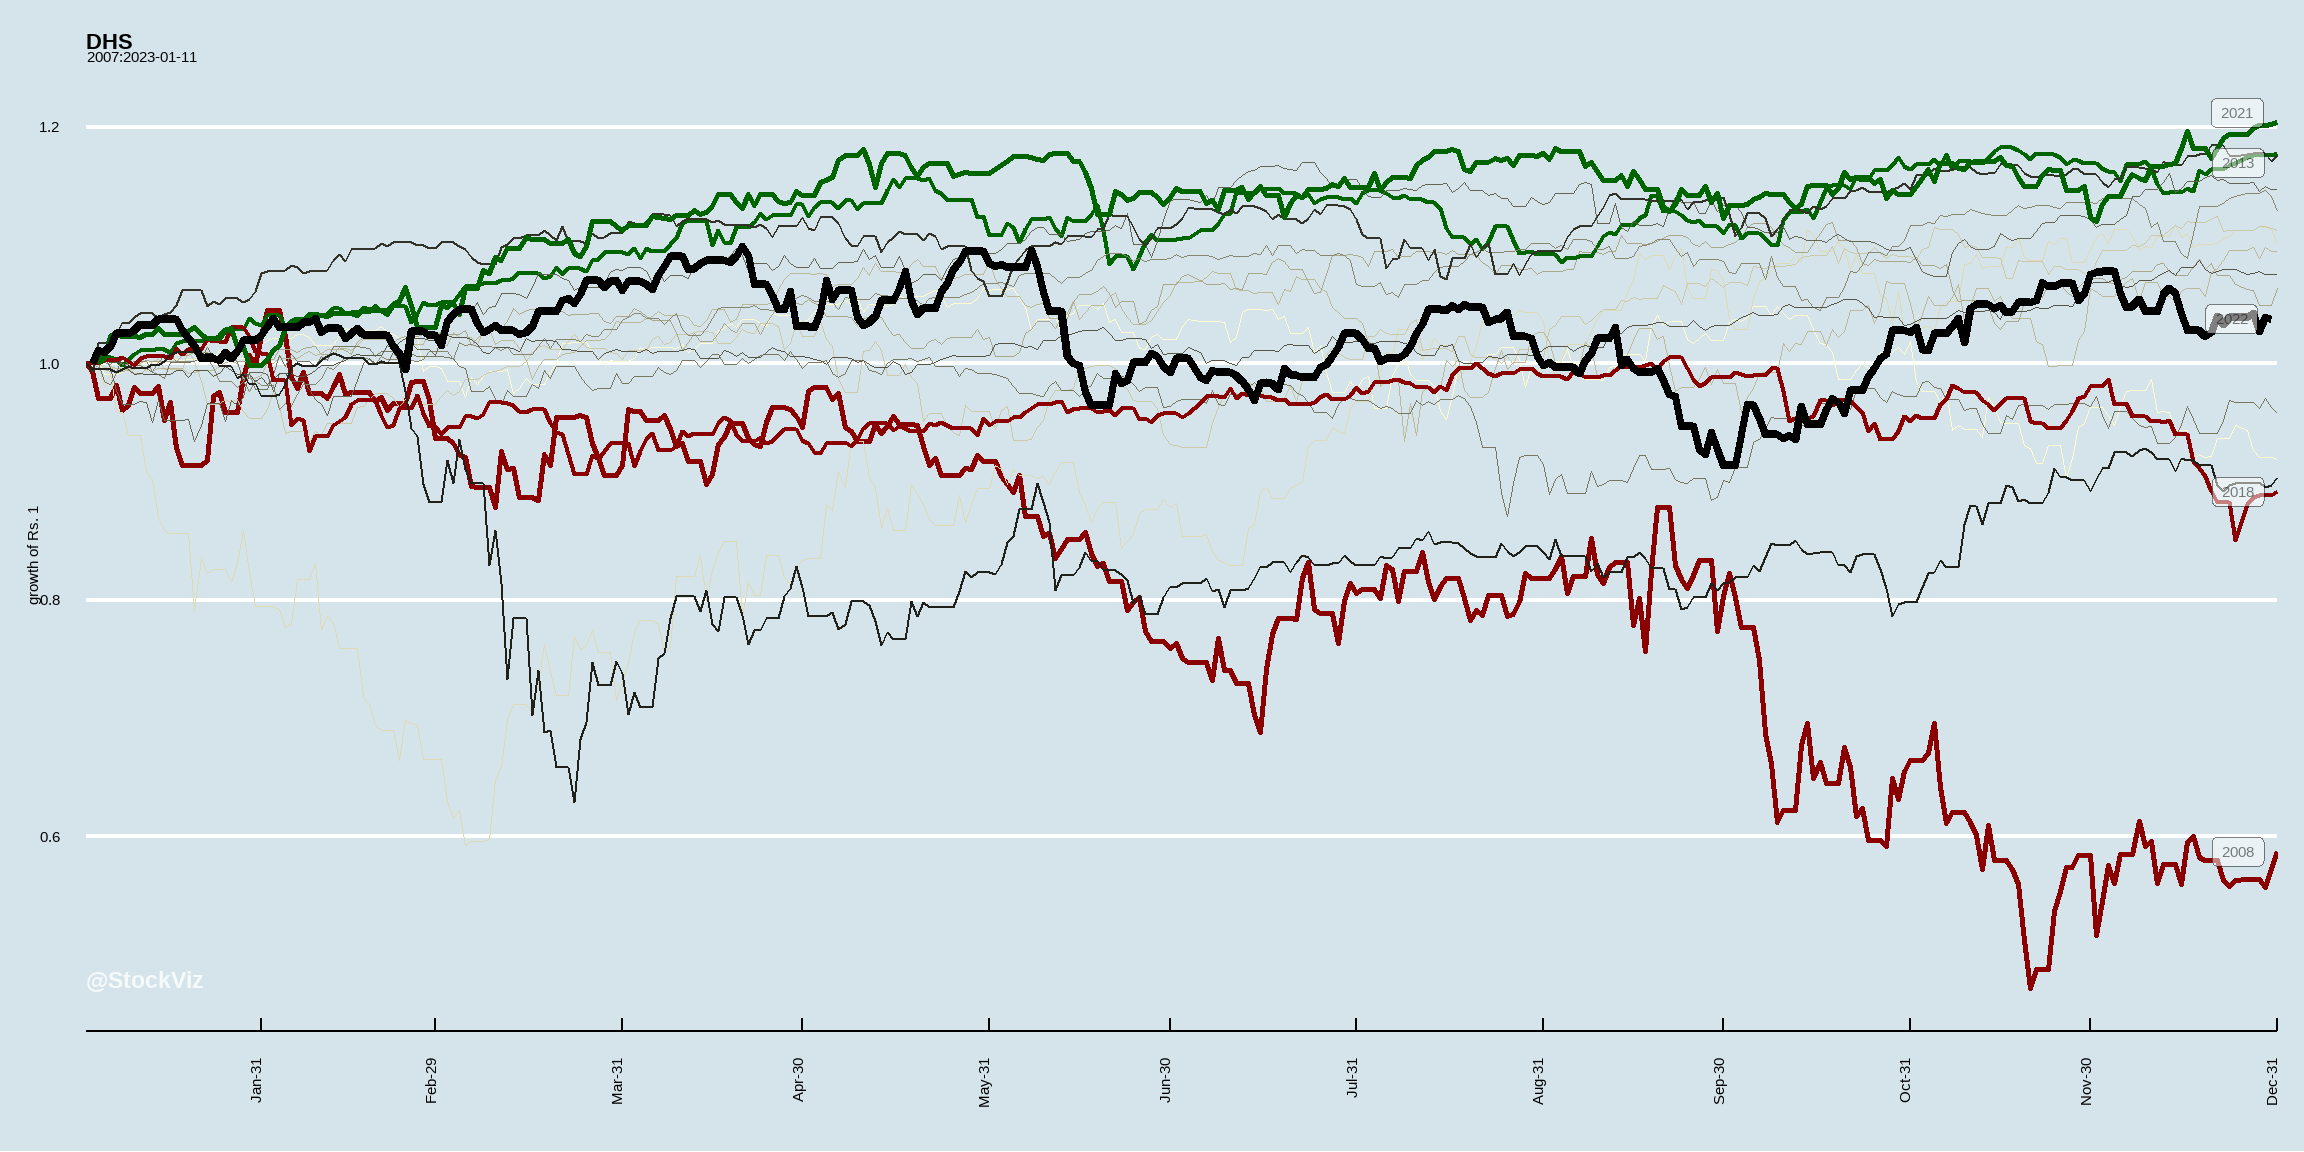 DHS
2007:2023-01-11
1.2
1.0
0.8
0.6
growth of Rs. 1
2021
2013
2022
2018
2008
@StockViz
Jan-31
Feb-29
Mar-31
Apr-30
May-31
Jun-30
Jul-31
Aug-31
Sep-30
Oct-31
Nov-30
Dec-31